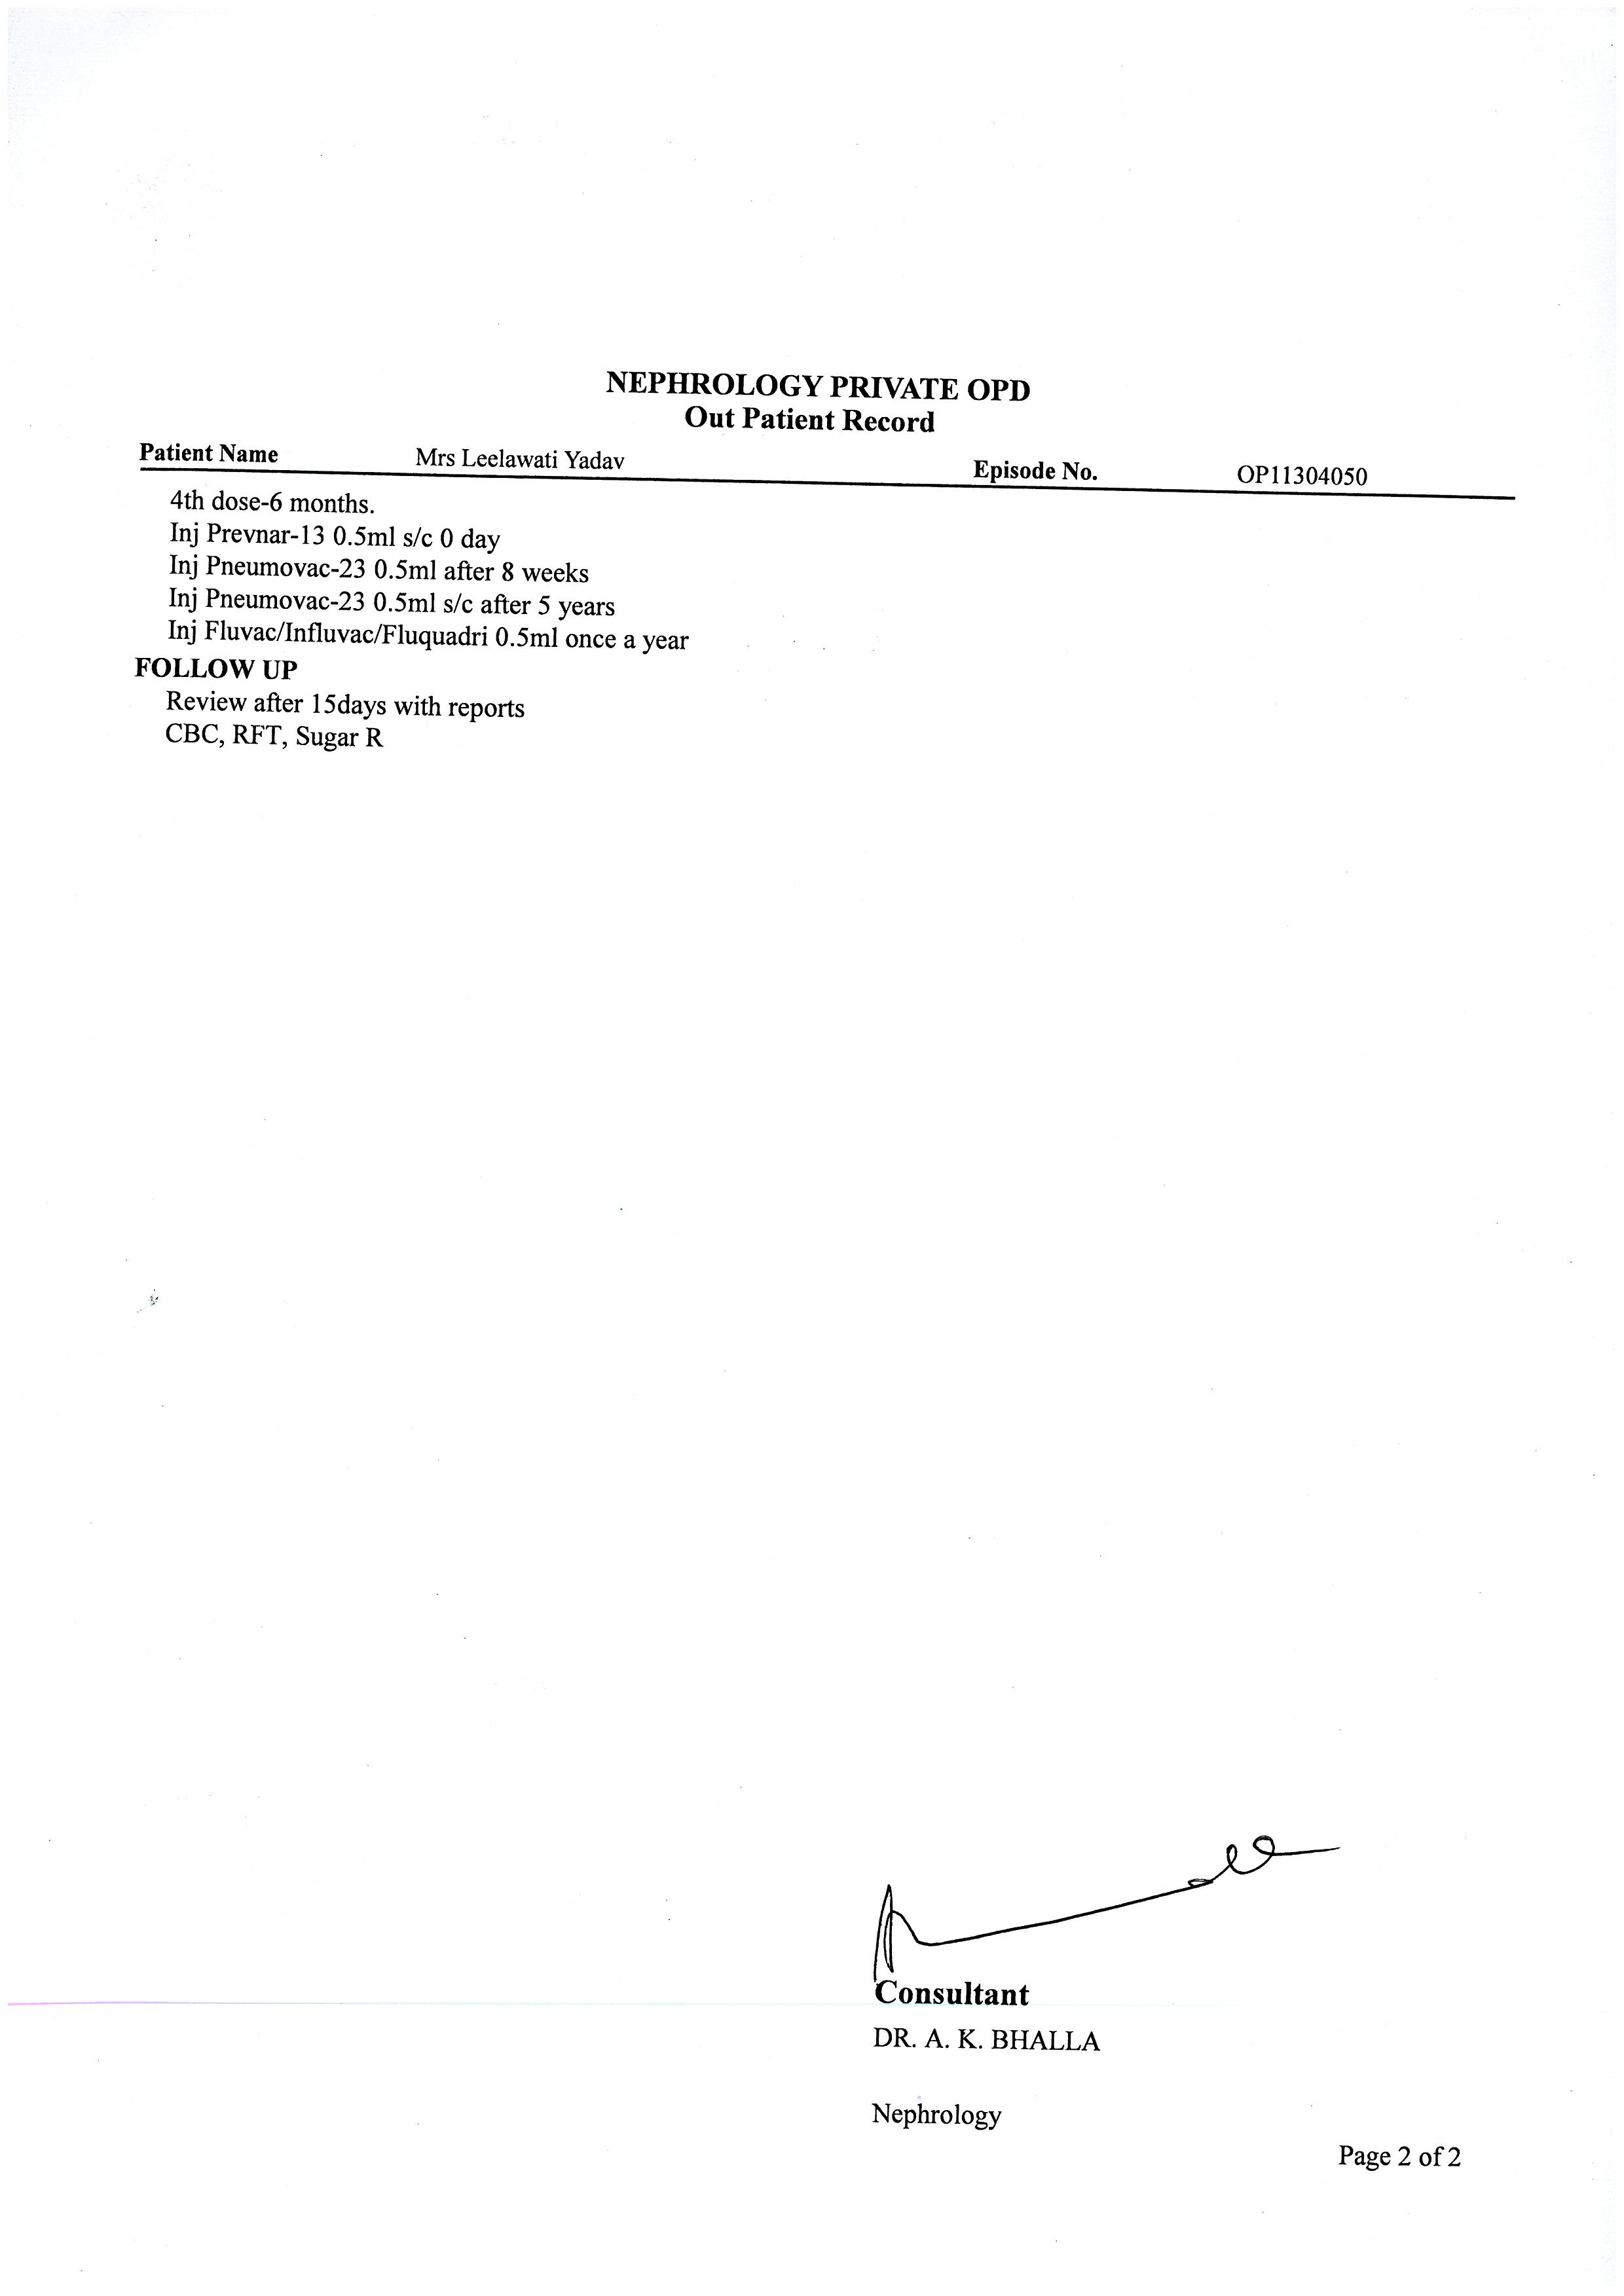 NEPHROLOGY PRIVATE OPD
Out Patient Record
Patient Name Mrs Leelawati Yadav Episode No. OP11304050
4th dose-6 months.
Inj Prevnar-13 0.5ml s/c 0 day
Inj Pneumovac-23 0.5ml after 8 weeks
Inj Pneumovac-23 0.5ml s/c after 5 years
Inj Fluvac/Influvac/Fluquadri 0.5ml once a year
FOLLOW UP
Review after 15days with reports
CBC, RFT, Sugar R
Consultant
DR. A. K. BHALLA
Nephrology
Page 2 of 2